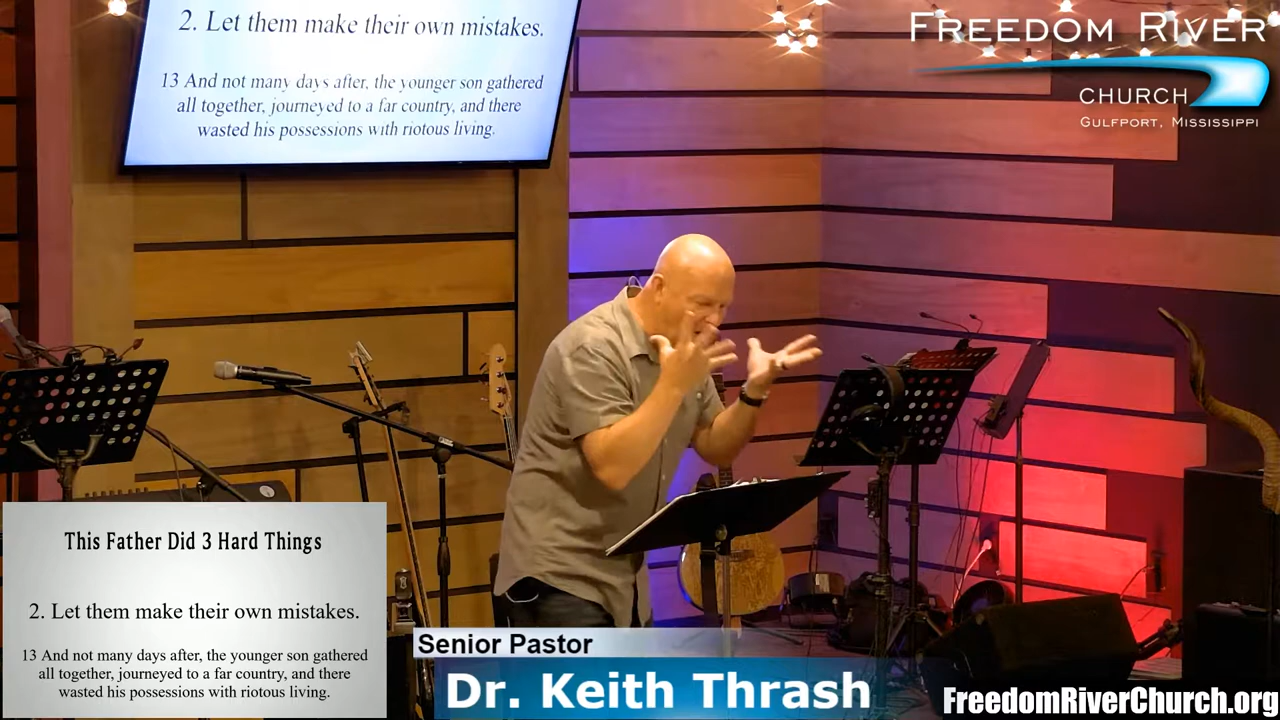 2. Let them make their own mistakes.
13 And not many days after, the younger son gathered
all together, journeyed to a far country, and there
wasted his possessions with riotous living.
FREEDOM RIVER
CHURCH
GULFPORT, MISSISSIPPI
This Father Did 3 Hard Things
2. Let them make their own mistakes.
13 And not many days after, the younger son gathered
all together, journeyed to a far country, and there
wasted his possessions with riotous living.
Senior Pastor
Dr. Keith Thrash
FreedomRiverChurch.org